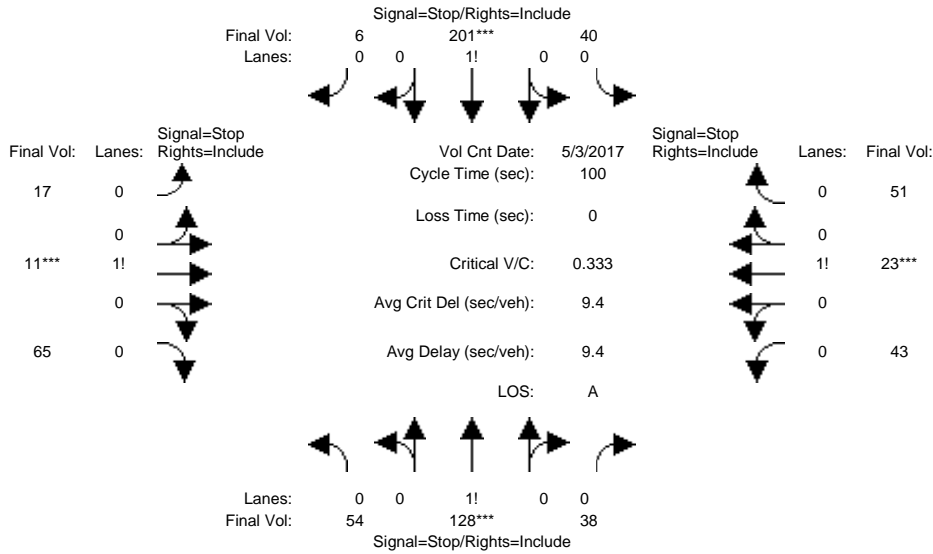 Signal=Stop/Rights=Include
Final Vol: 6 201*** 40
Lanes: 0 0 1! 0 0
Signal=Stop
Final Vol: Lanes: Rights=Include
Vol Cnt Date: 5/3/2017
Signal=Stop
Rights=Include Lanes: Final Vol:
Cycle Time (sec): 100
17 0
0 51
Loss Time (sec): 0
0
0
11*** 1!
Critical V/C: 0.333
1! 23***
0
Avg Crit Del (sec/veh): 9.4
0
65 0
Avg Delay (sec/veh): 9.4
0 43
LOS: A
Lanes: 0 0 1! 0 0
Final Vol: 54 128*** 38
Signal=Stop/Rights=Include